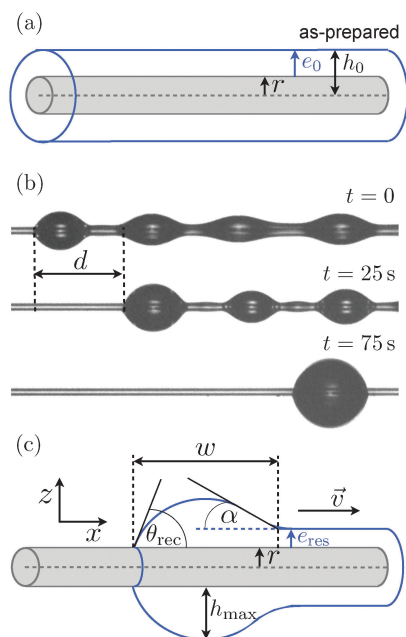 (a)
as-prepared
e₀
h₀
r
(b)
t = 0
d
t = 25 s
t = 75 s
(c)
w
z
x
θrec
α
v⃗
eres
r
hmax